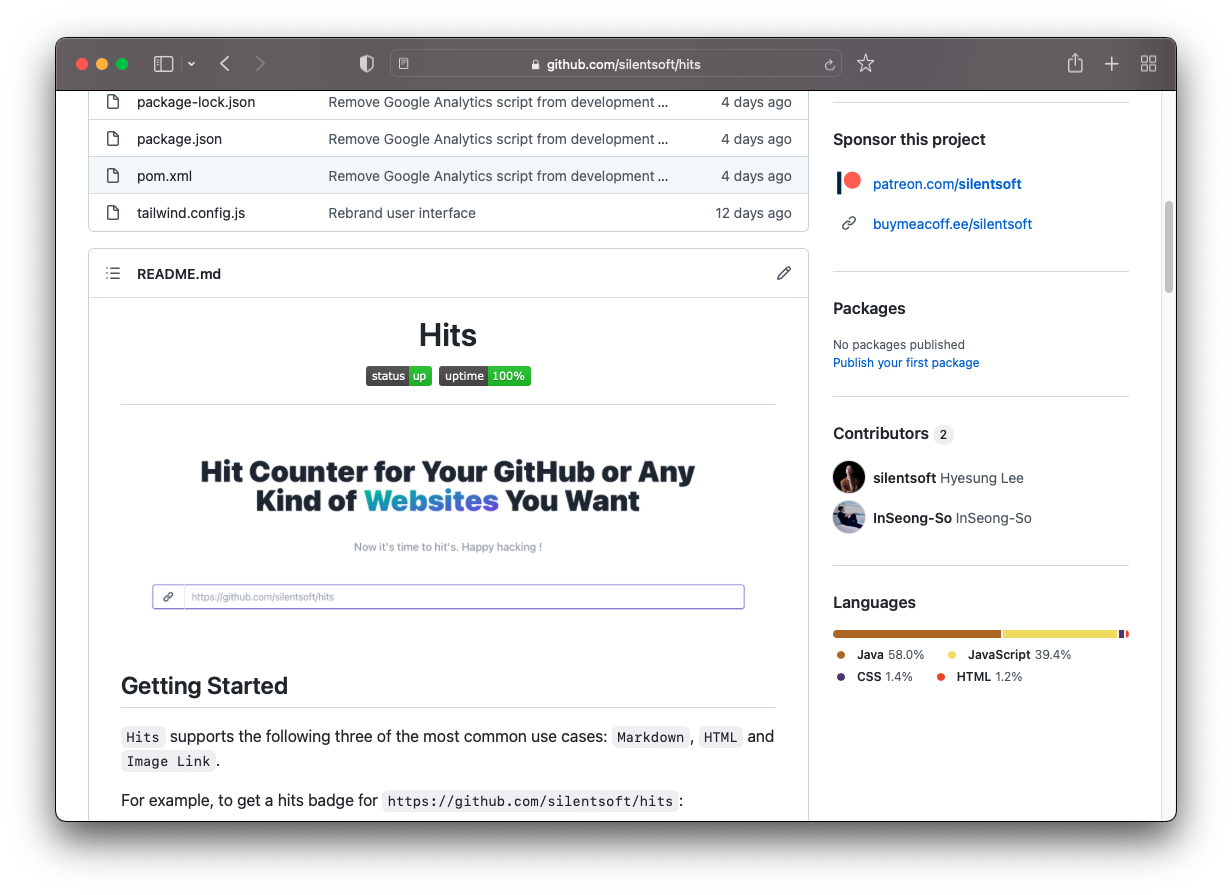 github.com/silentsoft/hits
package-lock.json Remove Google Analytics script from development ... 4 days ago
package.json Remove Google Analytics script from development ... 4 days ago
pom.xml Remove Google Analytics script from development ... 4 days ago
tailwind.config.js Rebrand user interface 12 days ago
README.md
Hits
status up uptime 100%
Hit Counter for Your GitHub or Any
Kind of Websites You Want
Now it's time to hit's. Happy hacking !
https://github.com/silentsoft/hits
Getting Started
Hits supports the following three of the most common use cases: Markdown, HTML and
Image Link.
For example, to get a hits badge for https://github.com/silentsoft/hits:
Sponsor this project
patreon.com/silentsoft
buymeacoff.ee/silentsoft
Packages
No packages published
Publish your first package
Contributors 2
silentsoft Hyesung Lee
InSeong-So InSeong-So
Languages
Java 58.0% JavaScript 39.4%
CSS 1.4% HTML 1.2%